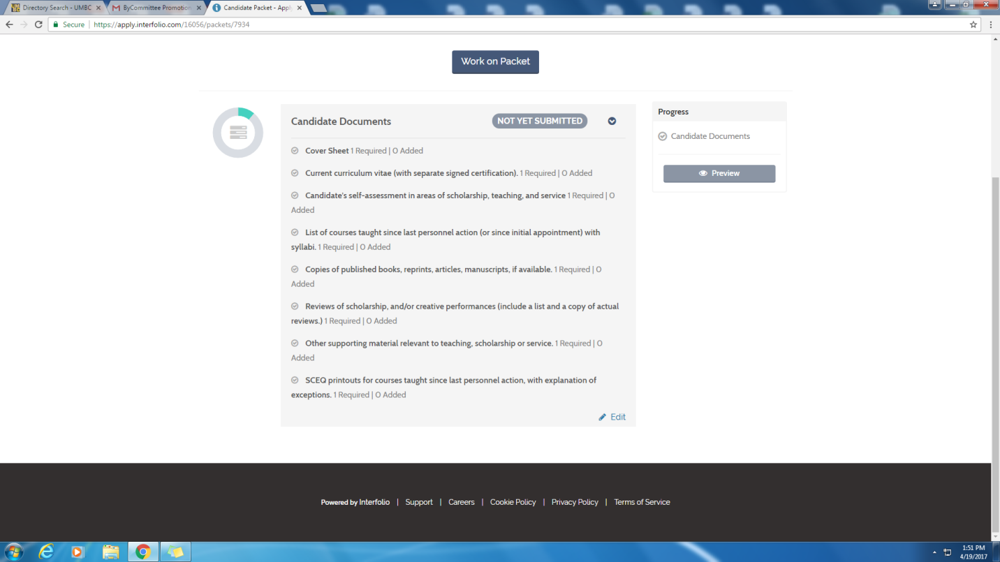 Directory Search - UMBC
ByCommittee Promotion
Candidate Packet - Apply
Secure | https://apply.interfolio.com/16056/packets/7934
Work on Packet
Candidate Documents NOT YET SUBMITTED
Cover Sheet 1 Required | 0 Added
Current curriculum vitae (with separate signed certification). 1 Required | 0 Added
Candidate's self-assessment in areas of scholarship, teaching, and service 1 Required | 0
Added
List of courses taught since last personnel action (or since initial appointment) with
syllabi. 1 Required | 0 Added
Copies of published books, reprints, articles, manuscripts, if available. 1 Required | 0
Added
Reviews of scholarship, and/or creative performances (include a list and a copy of actual
reviews.) 1 Required | 0 Added
Other supporting material relevant to teaching, scholarship or service. 1 Required | 0
Added
SCEQ printouts for courses taught since last personnel action, with explanation of
exceptions. 1 Required | 0 Added
Edit
Progress
Candidate Documents
Preview
Powered by Interfolio | Support | Careers | Cookie Policy | Privacy Policy | Terms of Service
1:51 PM
4/19/2017